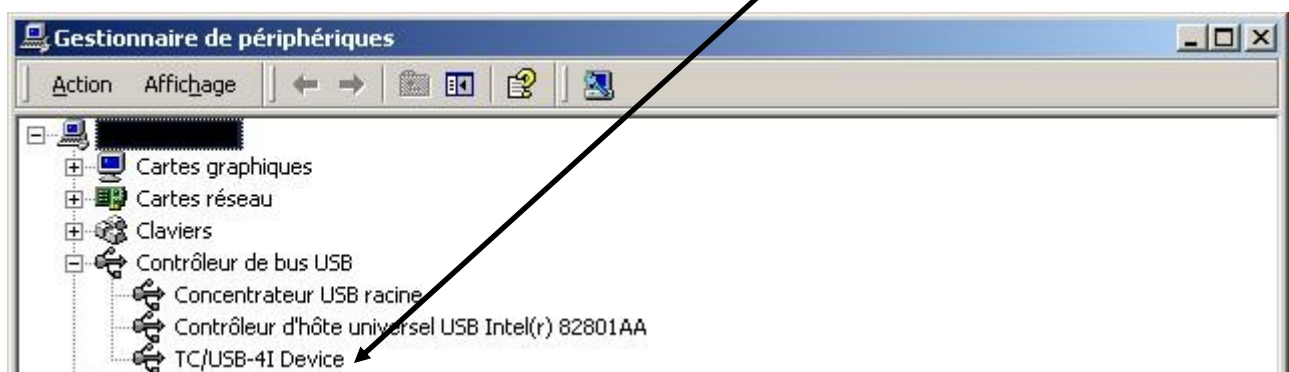 Gestionnaire de périphériques
Action Affichage
Cartes graphiques
Cartes réseau
Claviers
Contrôleur de bus USB
Concentrateur USB racine
Contrôleur d'hôte universel USB Intel(r) 82801AA
TC/USB-4I Device